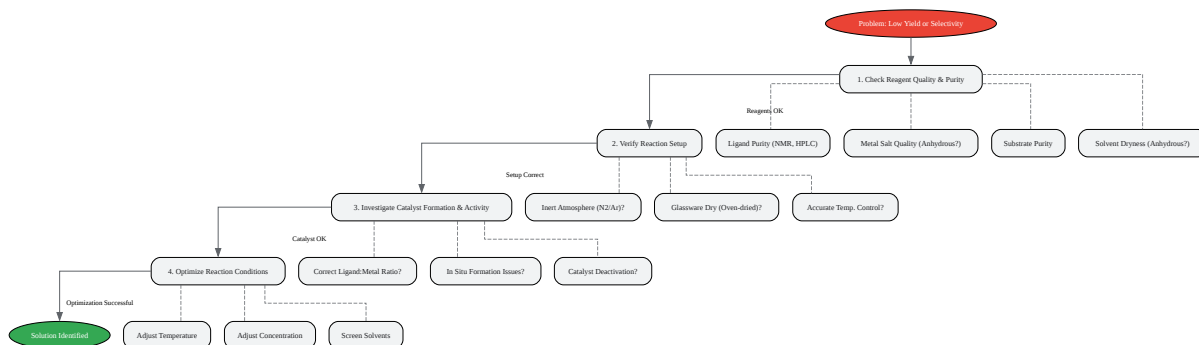 Problem: Low Yield or Selectivity
1. Check Reagent Quality & Purity
Reagents OK
2. Verify Reaction Setup
Ligand Purity (NMR, HPLC)
Metal Salt Quality (Anhydrous?)
Substrate Purity
Solvent Dryness (Anhydrous?)
Setup Correct
3. Investigate Catalyst Formation & Activity
Inert Atmosphere (N2/Ar)?
Glassware Dry (Oven-dried)?
Accurate Temp. Control?
Catalyst OK
4. Optimize Reaction Conditions
Correct Ligand:Metal Ratio?
In Situ Formation Issues?
Catalyst Deactivation?
Optimization Successful
Solution Identified
Adjust Temperature
Adjust Concentration
Screen Solvents